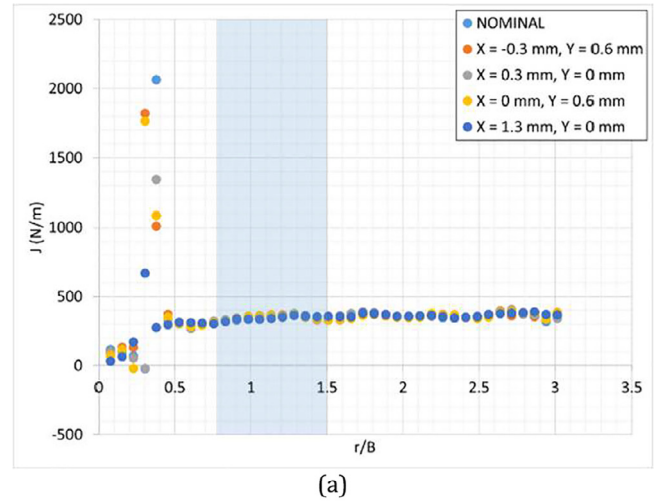 2500
2000
1500
1000
500
0
-500
J (N/m)
0 0.5 1 1.5 2 2.5 3 3.5
r/B
NOMINAL
X = -0.3 mm, Y = 0.6 mm
X = 0.3 mm, Y = 0 mm
X = 0 mm, Y = 0.6 mm
X = 1.3 mm, Y = 0 mm
(a)